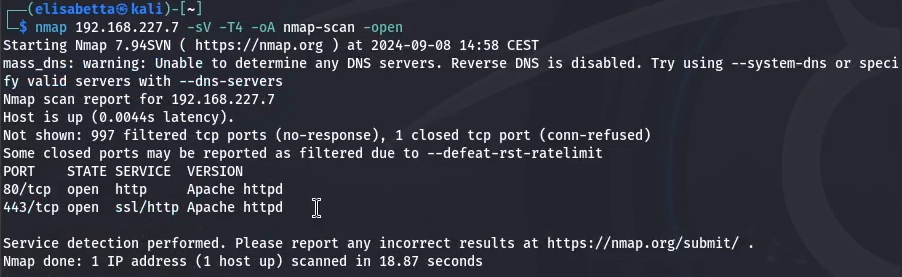 ┌──(elisabetta㉿kali)-[~]
└─$ nmap 192.168.227.7 -sV -T4 -oA nmap-scan -open
Starting Nmap 7.94SVN ( https://nmap.org ) at 2024-09-08 14:58 CEST
mass_dns: warning: Unable to determine any DNS servers. Reverse DNS is disabled. Try using --system-dns or speci
fy valid servers with --dns-servers
Nmap scan report for 192.168.227.7
Host is up (0.0044s latency).
Not shown: 997 filtered tcp ports (no-response), 1 closed tcp port (conn-refused)
Some closed ports may be reported as filtered due to --defeat-rst-ratelimit
PORT    STATE SERVICE  VERSION
80/tcp  open  http     Apache httpd
443/tcp open  ssl/http Apache httpd
Service detection performed. Please report any incorrect results at https://nmap.org/submit/ .
Nmap done: 1 IP address (1 host up) scanned in 18.87 seconds